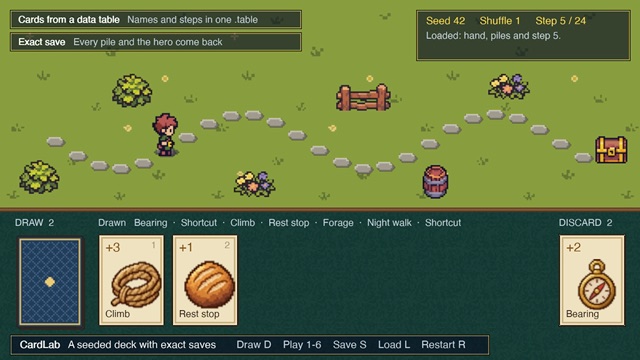 Cards from a data table Names and steps in one .table
Exact save Every pile and the hero come back
Seed 42 Shuffle 1 Step 5 / 24
Loaded: hand, piles and step 5.
DRAW 2
Drawn Bearing · Shortcut · Climb · Rest stop · Forage · Night walk · Shortcut
DISCARD 2
+3 1
Climb
+1 2
Rest stop
+2
Bearing
CardLab A seeded deck with exact saves Draw D Play 1-6 Save S Load L Restart R